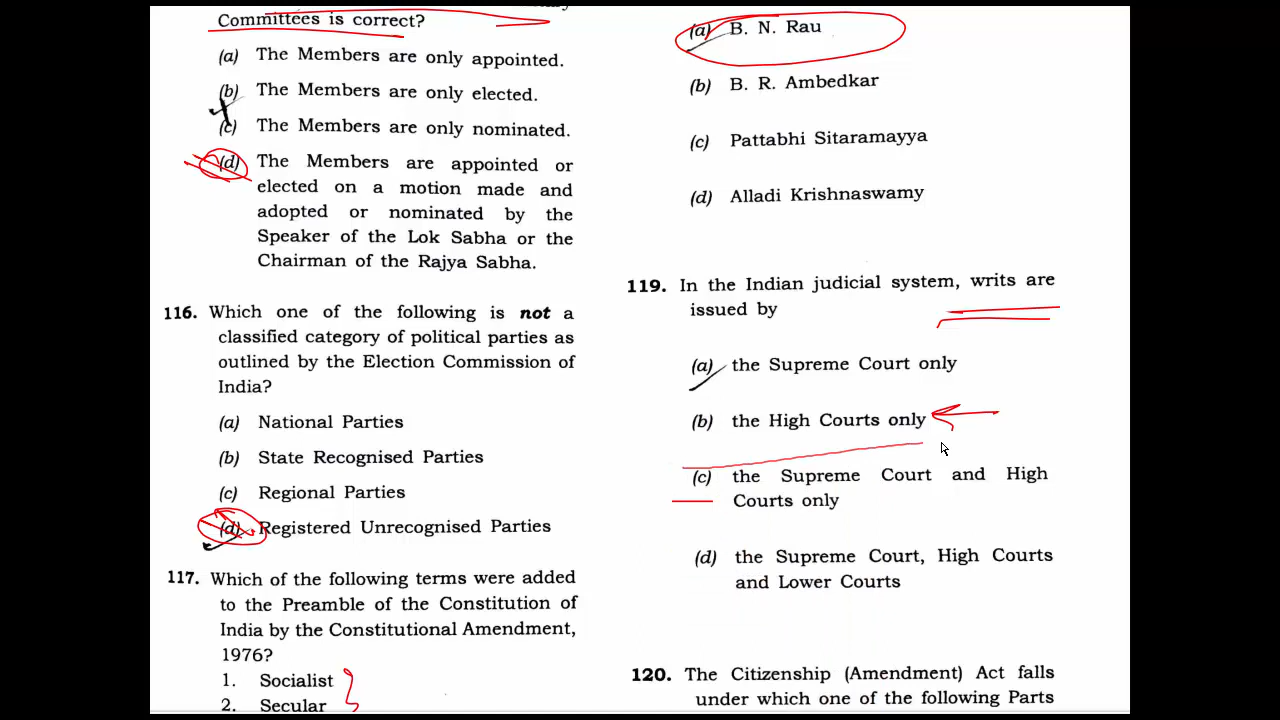 Committees is correct?
(a) The Members are only appointed.
(b) The Members are only elected.
(c) The Members are only nominated.
(d) The Members are appointed or
elected on a motion made and
adopted or nominated by the
Speaker of the Lok Sabha or the
Chairman of the Rajya Sabha.
116. Which one of the following is not a
classified category of political parties as
outlined by the Election Commission of
India?
(a) National Parties
(b) State Recognised Parties
(c) Regional Parties
(d) Registered Unrecognised Parties
117. Which of the following terms were added
to the Preamble of the Constitution of
India by the Constitutional Amendment,
1976?
1. Socialist
2. Secular
(a) B. N. Rau
(b) B. R. Ambedkar
(c) Pattabhi Sitaramayya
(d) Alladi Krishnaswamy
119. In the Indian judicial system, writs are
issued by
(a) the Supreme Court only
(b) the High Courts only
(c) the Supreme Court and High
Courts only
(d) the Supreme Court, High Courts
and Lower Courts
120. The Citizenship (Amendment) Act falls
under which one of the following Parts